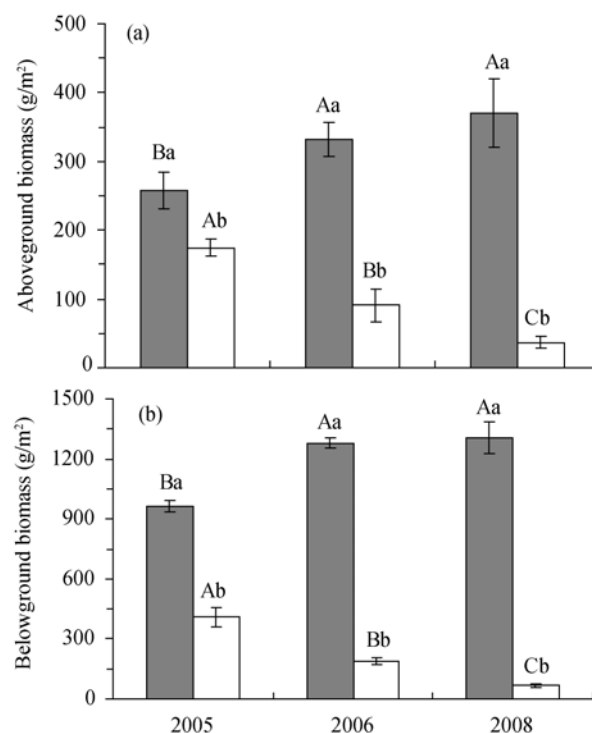 (a)
Aboveground biomass (g/m²)
500
400
300
200
100
0
Ba
Ab
Aa
Bb
Aa
Cb
(b)
Belowground biomass (g/m²)
1500
1200
900
600
300
0
Ba
Ab
Aa
Bb
Aa
Cb
2005 2006 2008